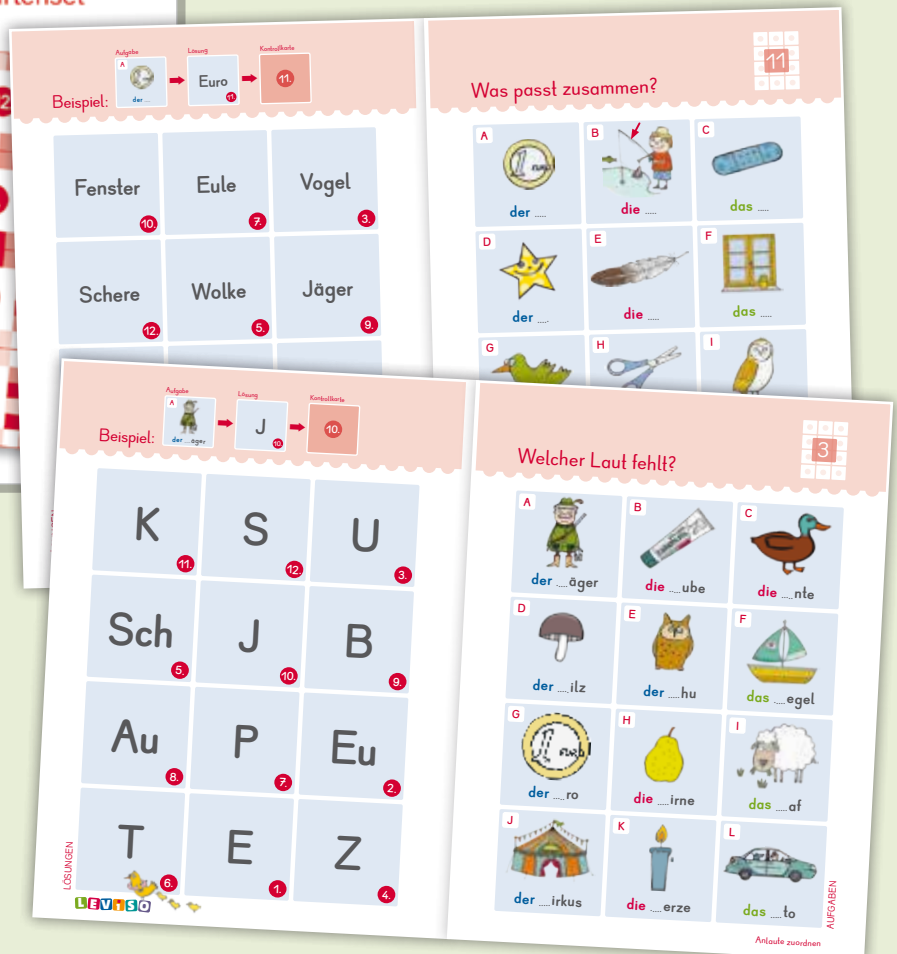 Aufgabe
A
der ...
Lösung
Euro
11.
Kontrollkarte
11.
Beispiel:
Fenster
10.
Eule
7.
Vogel
3.
Schere
12.
Wolke
5.
Jäger
9.
Was passt zusammen?
11
A
der .....
B
die .....
C
das .....
D
der .....
E
die .....
F
das .....
G
H
I
Aufgabe
A
der ...äger
Lösung
J
10.
Kontrollkarte
10.
Beispiel:
K
11.
S
12.
U
3.
Sch
5.
J
10.
B
9.
Au
8.
P
7.
Eu
2.
T
6.
E
1.
Z
4.
LÖSUNGEN
LEVISO
Welcher Laut fehlt?
3
A
der .....äger
B
die .....ube
C
die .....nte
D
der .....ilz
E
der .....hu
F
das .....egel
G
der .....ro
H
die .....irne
I
das .....af
J
der .....irkus
K
die .....erze
L
das .....to
AUFGABEN
Anlaute zuordnen